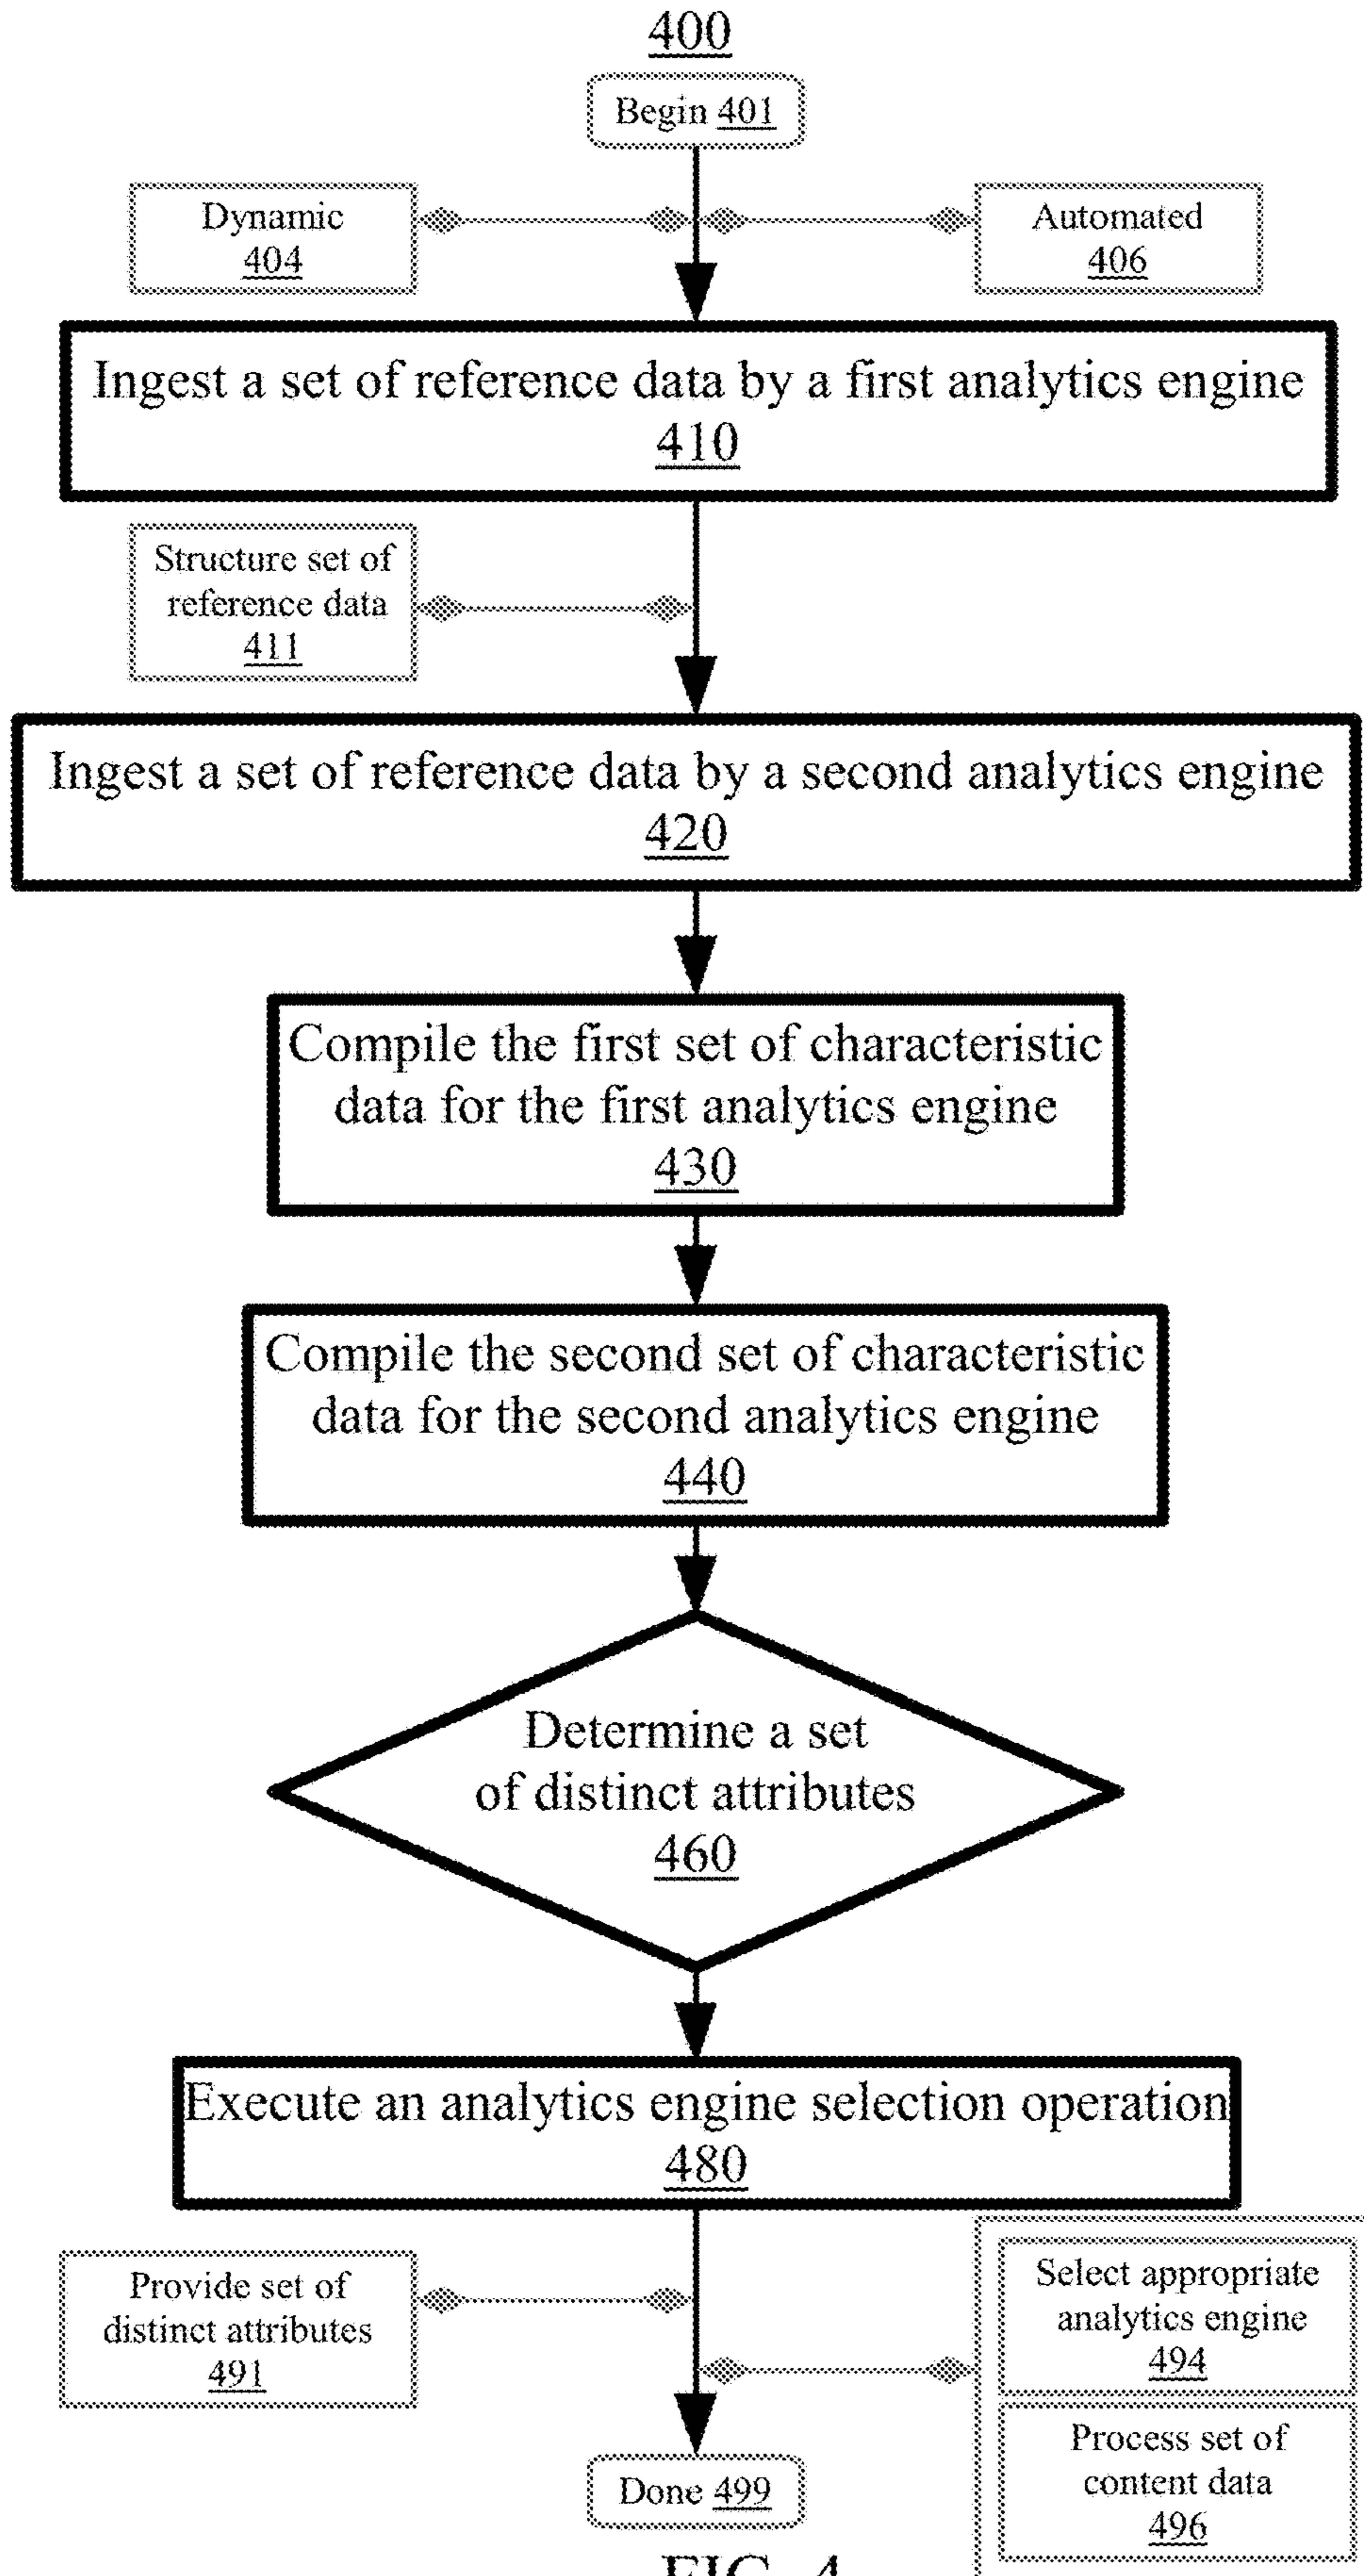 400
Begin 401
Dynamic
404
Automated
406
Ingest a set of reference data by a first analytics engine
410
Structure set of
reference data
411
Ingest a set of reference data by a second analytics engine
420
Compile the first set of characteristic
data for the first analytics engine
430
Compile the second set of characteristic
data for the second analytics engine
440
Determine a set
of distinct attributes
460
Execute an analytics engine selection operation
480
Provide set of
distinct attributes
491
Select appropriate
analytics engine
494
Process set of
content data
496
Done 499
FIG. 4